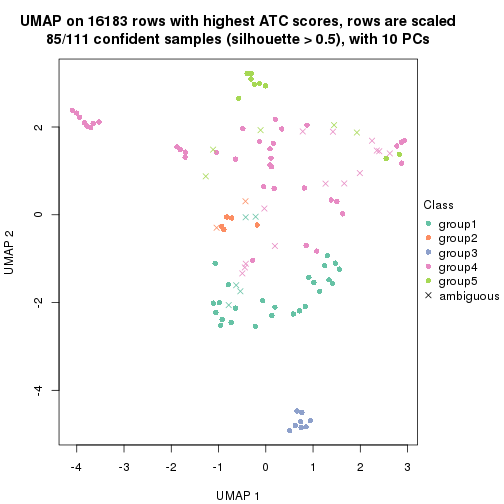 UMAP on 16183 rows with highest ATC scores, rows are scaled
85/111 confident samples (silhouette > 0.5), with 10 PCs
UMAP 2
2
0
-2
-4
-4
-3
-2
-1
0
1
2
3
UMAP 1
Class
group1
group2
group3
group4
group5
ambiguous